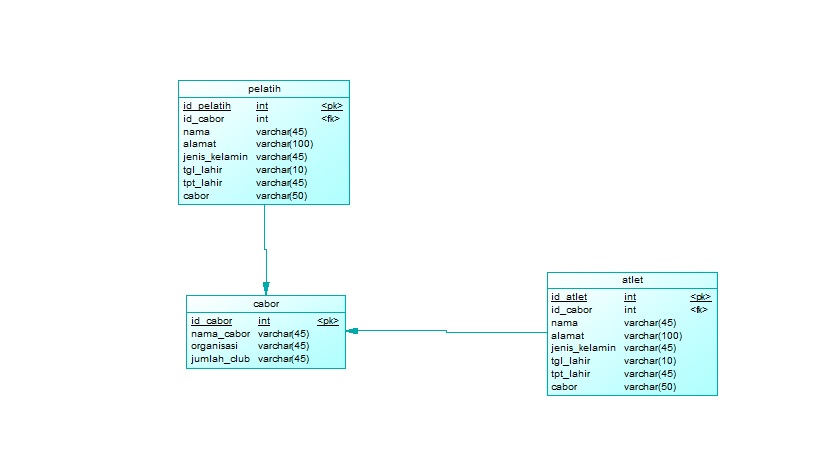 pelatih
id_pelatih int <pk>
id_cabor int <fk>
nama varchar(45)
alamat varchar(100)
jenis_kelamin varchar(45)
tgl_lahir varchar(10)
tpt_lahir varchar(45)
cabor varchar(50)
cabor
id_cabor int <pk>
nama_cabor varchar(45)
organisasi varchar(45)
jumlah_club varchar(45)
atlet
id_atlet int <pk>
id_cabor int <fk>
nama varchar(45)
alamat varchar(100)
jenis_kelamin varchar(45)
tgl_lahir varchar(10)
tpt_lahir varchar(45)
cabor varchar(50)